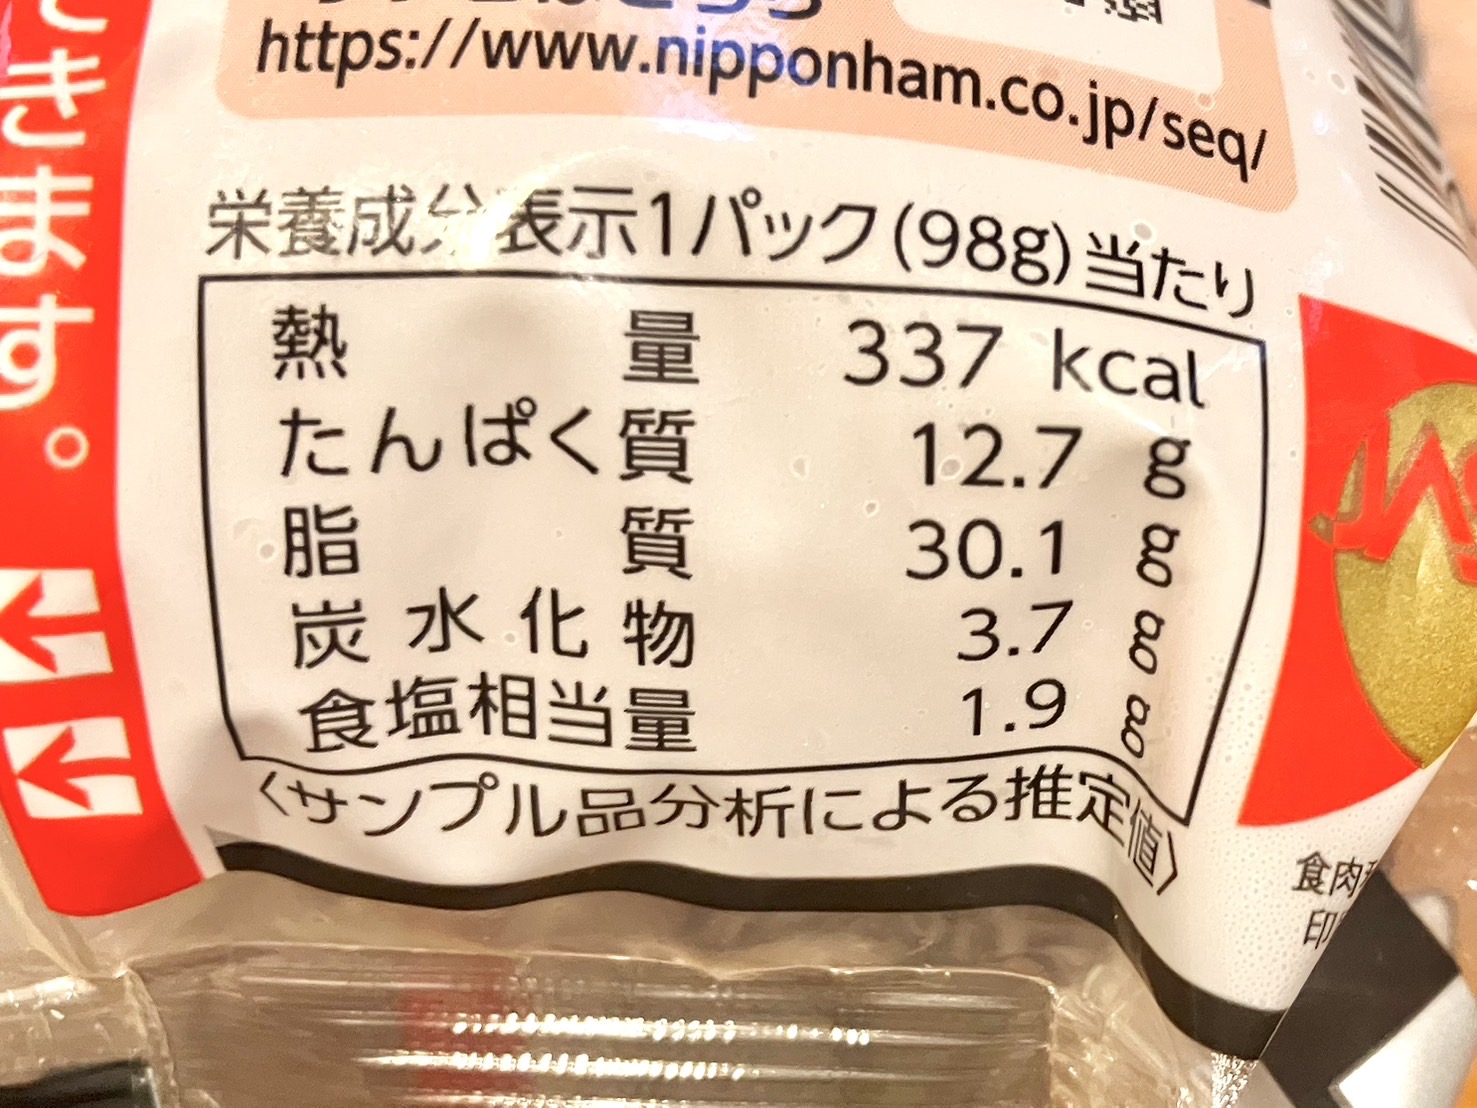 https://www.nipponham.co.jp/seq/
栄養成分表示1パック(98g)当たり
熱量 337 kcal
たんぱく質 12.7 g
脂質 30.1 g
炭水化物 3.7 g
食塩相当量 1.9 g
〈サンプル品分析による推定値〉
きます。
食肉
印